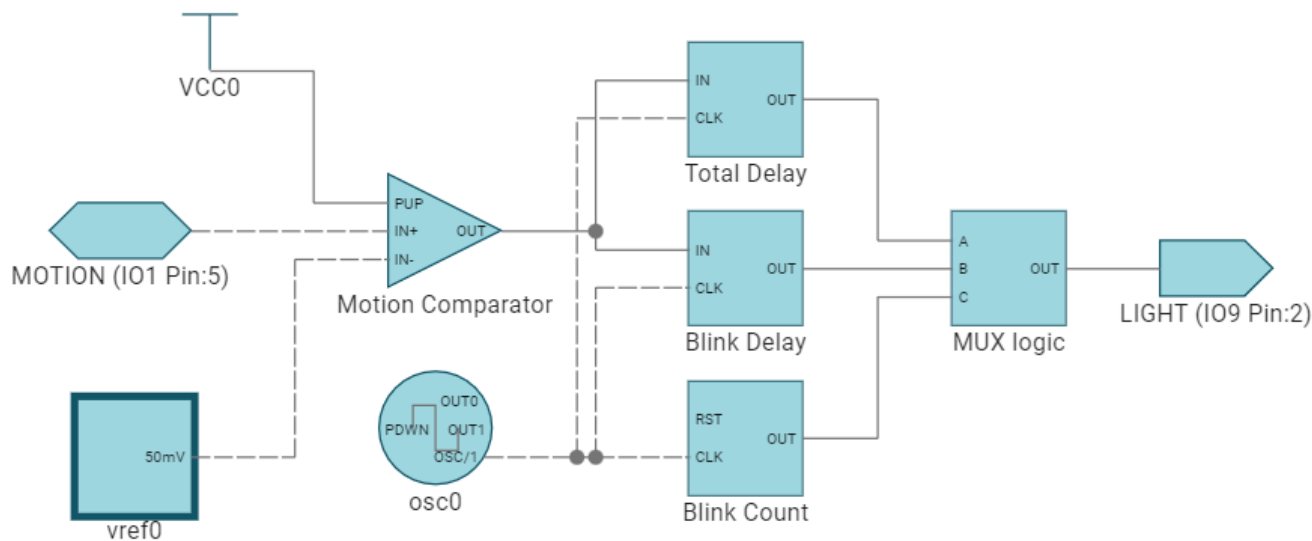 VCC0
PUP
IN+
IN-
OUT
MOTION (IO1 Pin:5)
Motion Comparator
IN
CLK
OUT
Total Delay
IN
CLK
OUT
Blink Delay
A
B
C
OUT
MUX logic
LIGHT (IO9 Pin:2)
50mV
vref0
OUT0
PDWN
OUT1
OSC/1
osc0
RST
CLK
OUT
Blink Count